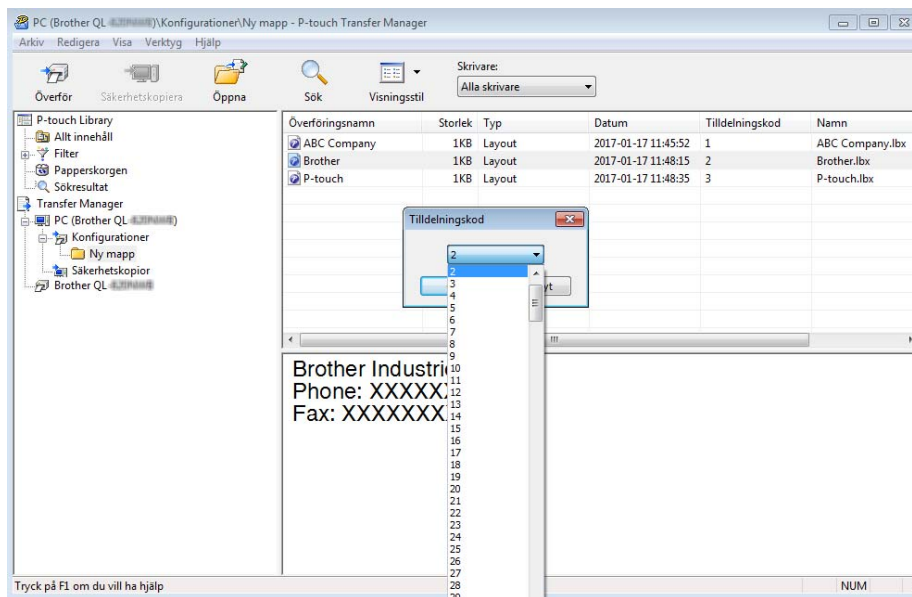 PC (Brother QL )\Konfigurationer\Ny mapp - P-touch Transfer Manager
Arkiv Redigera Visa Verktyg Hjälp
Överför Säkerhetskopiera Öppna Sök Visningsstil Skrivare:
Alla skrivare
P-touch Library
Allt innehåll
Filter
Papperskorgen
Sökresultat
Transfer Manager
PC (Brother QL )
Konfigurationer
Ny mapp
Säkerhetskopior
Brother QL
Överföringsnamn Storlek Typ Datum Tilldelningskod Namn
ABC Company 1KB Layout 2017-01-17 11:45:52 1 ABC Company.lbx
Brother 1KB Layout 2017-01-17 11:48:15 2 Brother.lbx
P-touch 1KB Layout 2017-01-17 11:48:35 3 P-touch.lbx
Tilldelningskod
2
2
3
4
5
6
7
8
9
10
11
12
13
14
15
16
17
18
19
20
21
22
23
24
25
26
27
28
29
Brother Industri
Phone: XXXXX
Fax: XXXXXXX
Tryck på F1 om du vill ha hjälp NUM